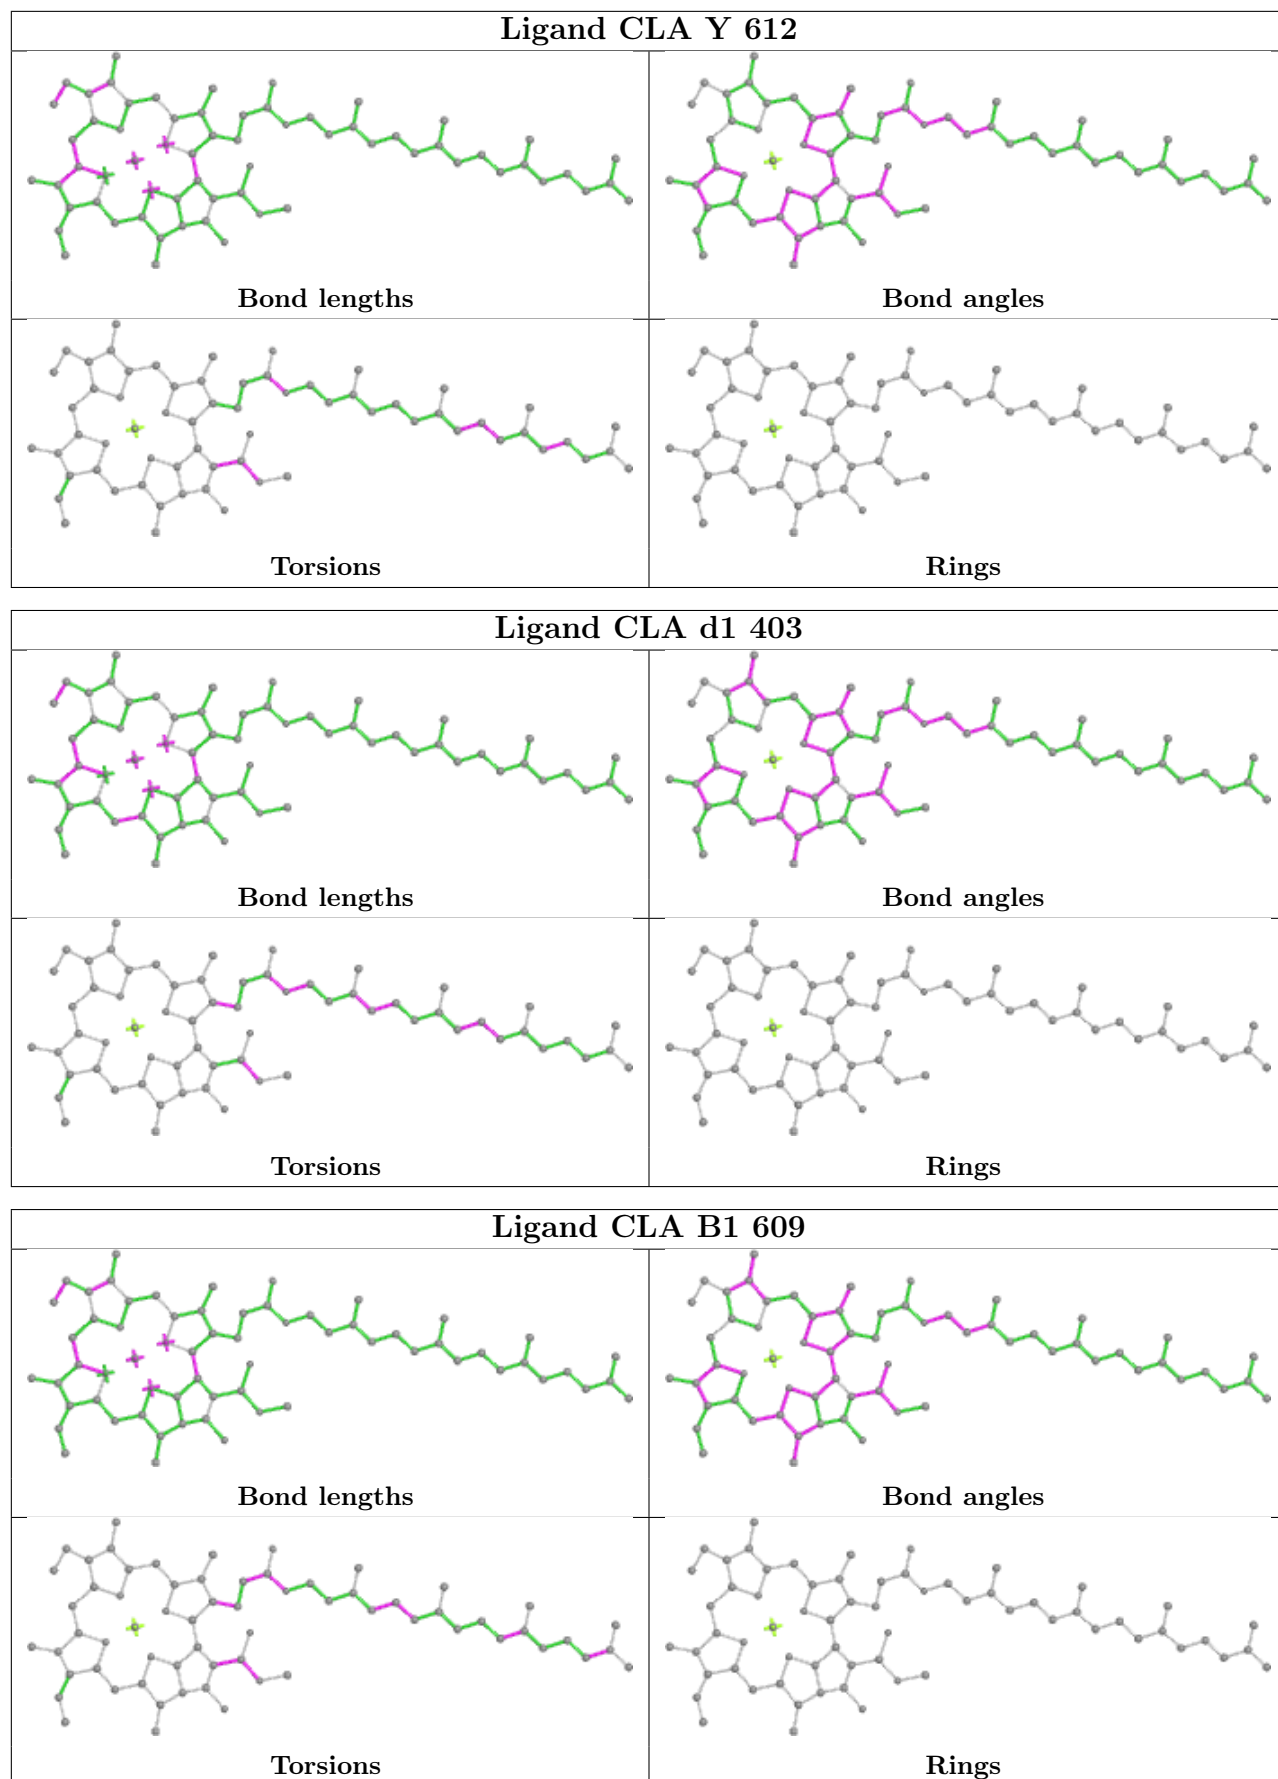 Ligand CLA Y 612
Bond lengths
Bond angles
Torsions
Rings
Ligand CLA d1 403
Bond lengths
Bond angles
Torsions
Rings
Ligand CLA B1 609
Bond lengths
Bond angles
Torsions
Rings